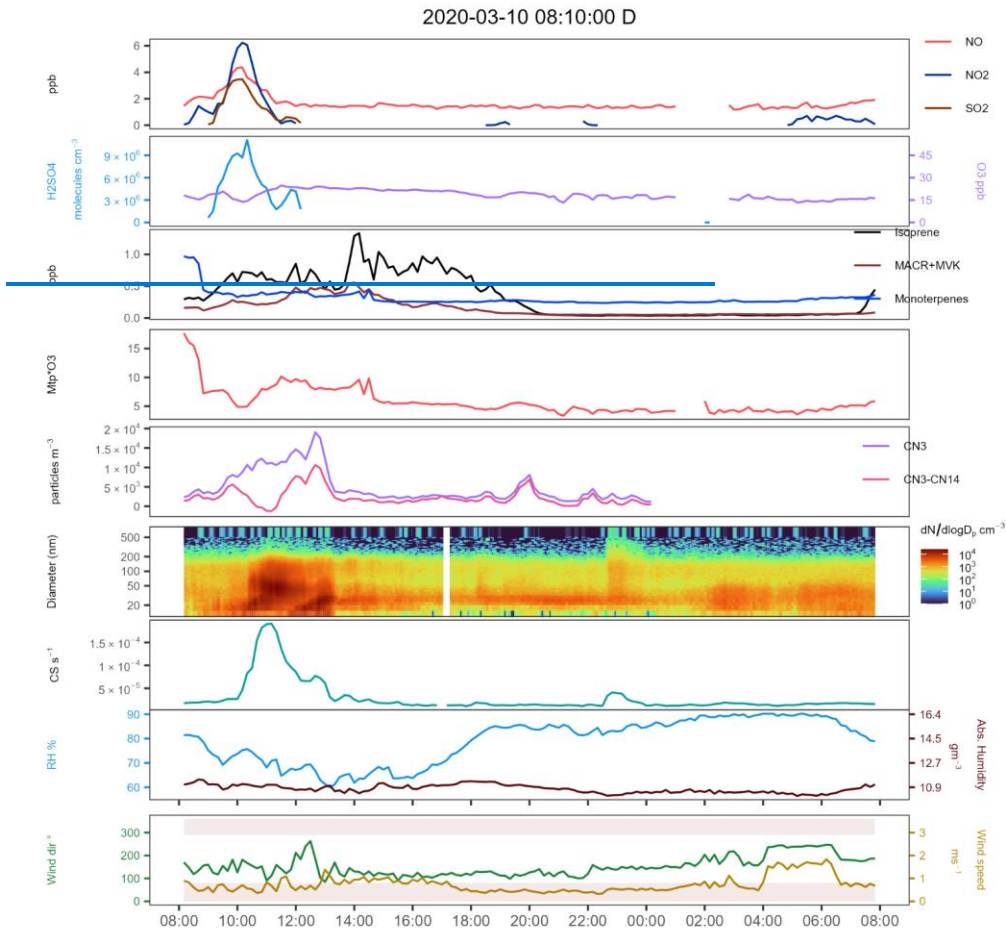 2020-03-10 08:10:00 D
ppb
6
4
2
0
NO
NO2
SO2
H2SO4
molecules cm⁻³
9 × 10⁶
6 × 10⁶
3 × 10⁶
0
45
30
15
0
O3 ppb
ppb
1.0
0.5
0.0
Isoprene
MACR+MVK
Monoterpenes
Mtp*O3
15
10
5
particles m⁻³
2 × 10⁴
1.5 × 10⁴
1 × 10⁴
5 × 10³
0
CN3
CN3-CN14
Diameter (nm)
500
200
100
50
20
dN/dlogDₚ cm⁻³
10⁴
10³
10²
10¹
10⁰
CS s⁻¹
1.5 × 10⁻⁴
1 × 10⁻⁴
5 × 10⁻⁵
RH %
90
80
70
60
16.4
14.5
12.7
10.9
Abs. Humidity
gm⁻³
Wind dir °
300
200
100
0
3
2
1
0
Wind speed
ms⁻¹
08:00 10:00 12:00 14:00 16:00 18:00 20:00 22:00 00:00 02:00 04:00 06:00 08:00